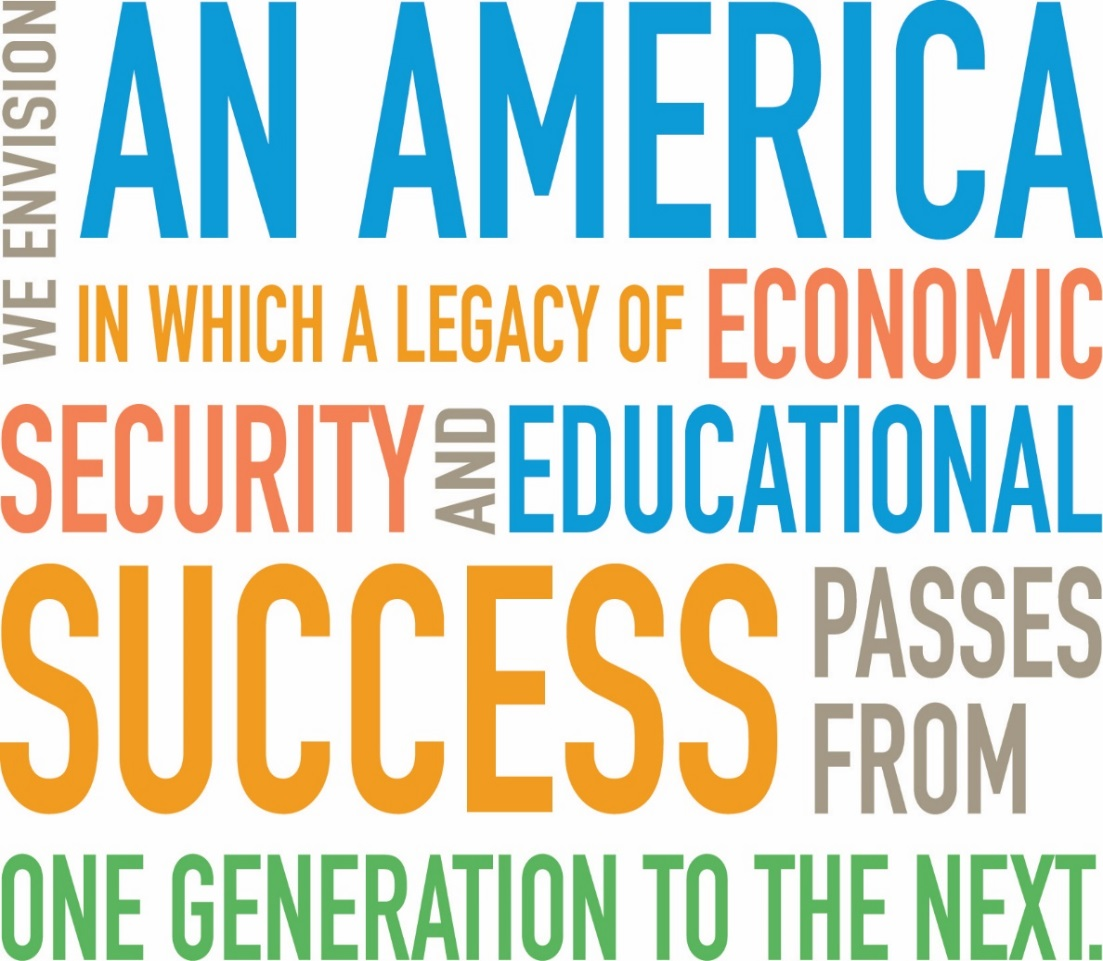 WE ENVISION
AN AMERICA
IN WHICH A LEGACY OF ECONOMIC
SECURITY AND EDUCATIONAL
SUCCESS PASSES
FROM
ONE GENERATION TO THE NEXT.